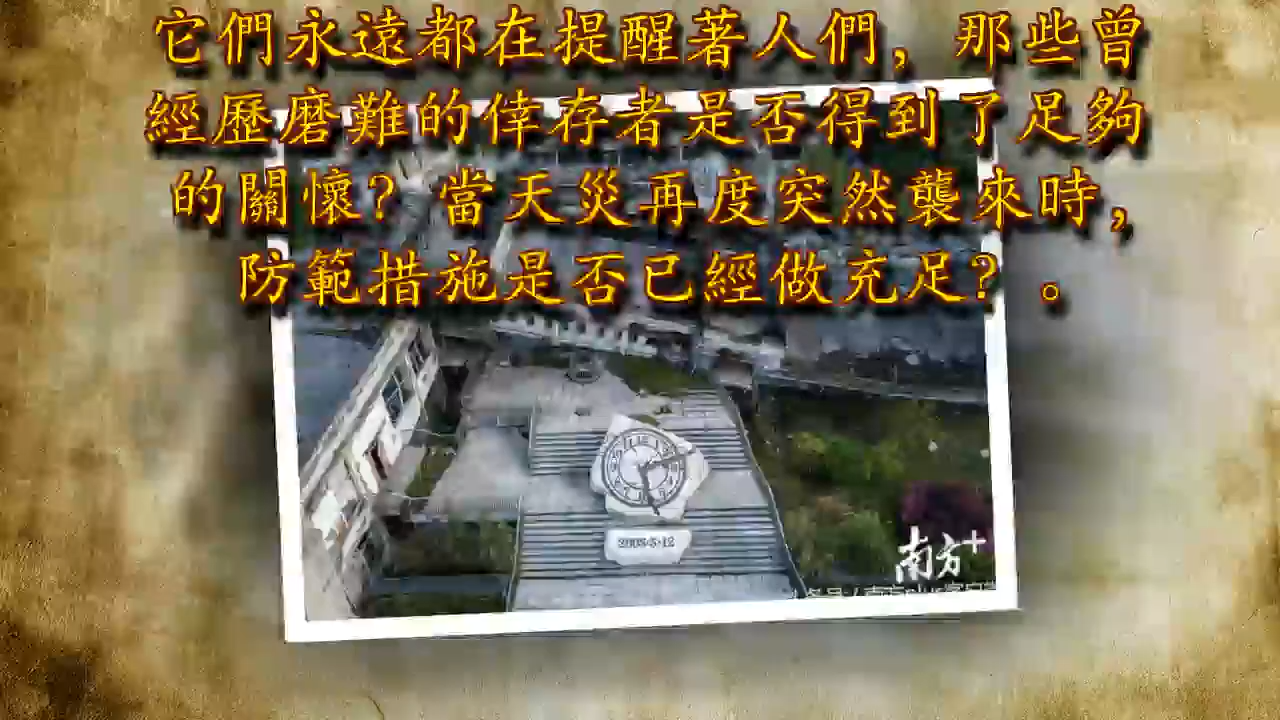 它們永遠都在提醒著人們，那些曾
經歷磨難的倖存者是否得到了足夠
的關懷？當天災再度突然襲來時，
防範措施是否已經做充足？。
2008·5·12
南方+